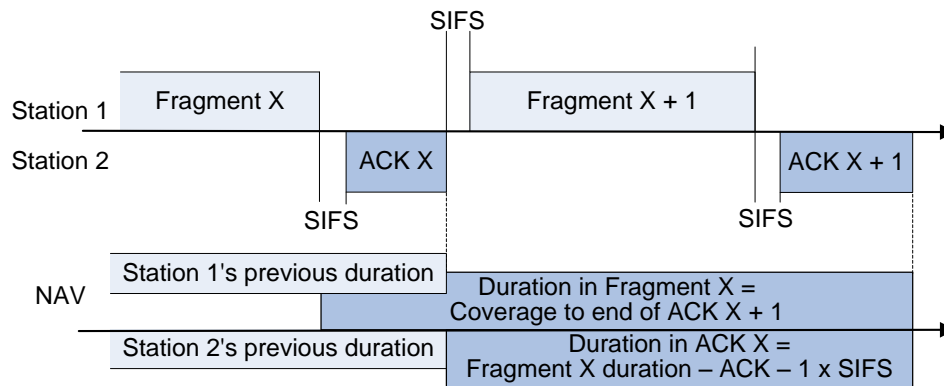 SIFS
Fragment X
Fragment X + 1
Station 1
Station 2
ACK X
ACK X + 1
SIFS
SIFS
Station 1's previous duration
NAV
Duration in Fragment X =
Coverage to end of ACK X + 1
Station 2's previous duration
Duration in ACK X =
Fragment X duration – ACK – 1 x SIFS